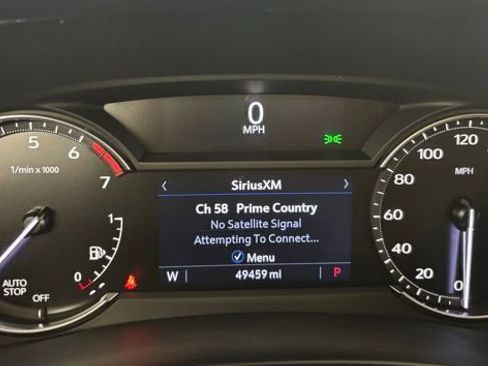 0
MPH
5
6
7
1/min x 1000
1
0
AUTO
STOP
OFF
< SiriusXM >
Ch 58 Prime Country
No Satellite Signal
Attempting To Connect...
✓ Menu
W 49459 mi P
120
100
80
60
40
20
0
MPH